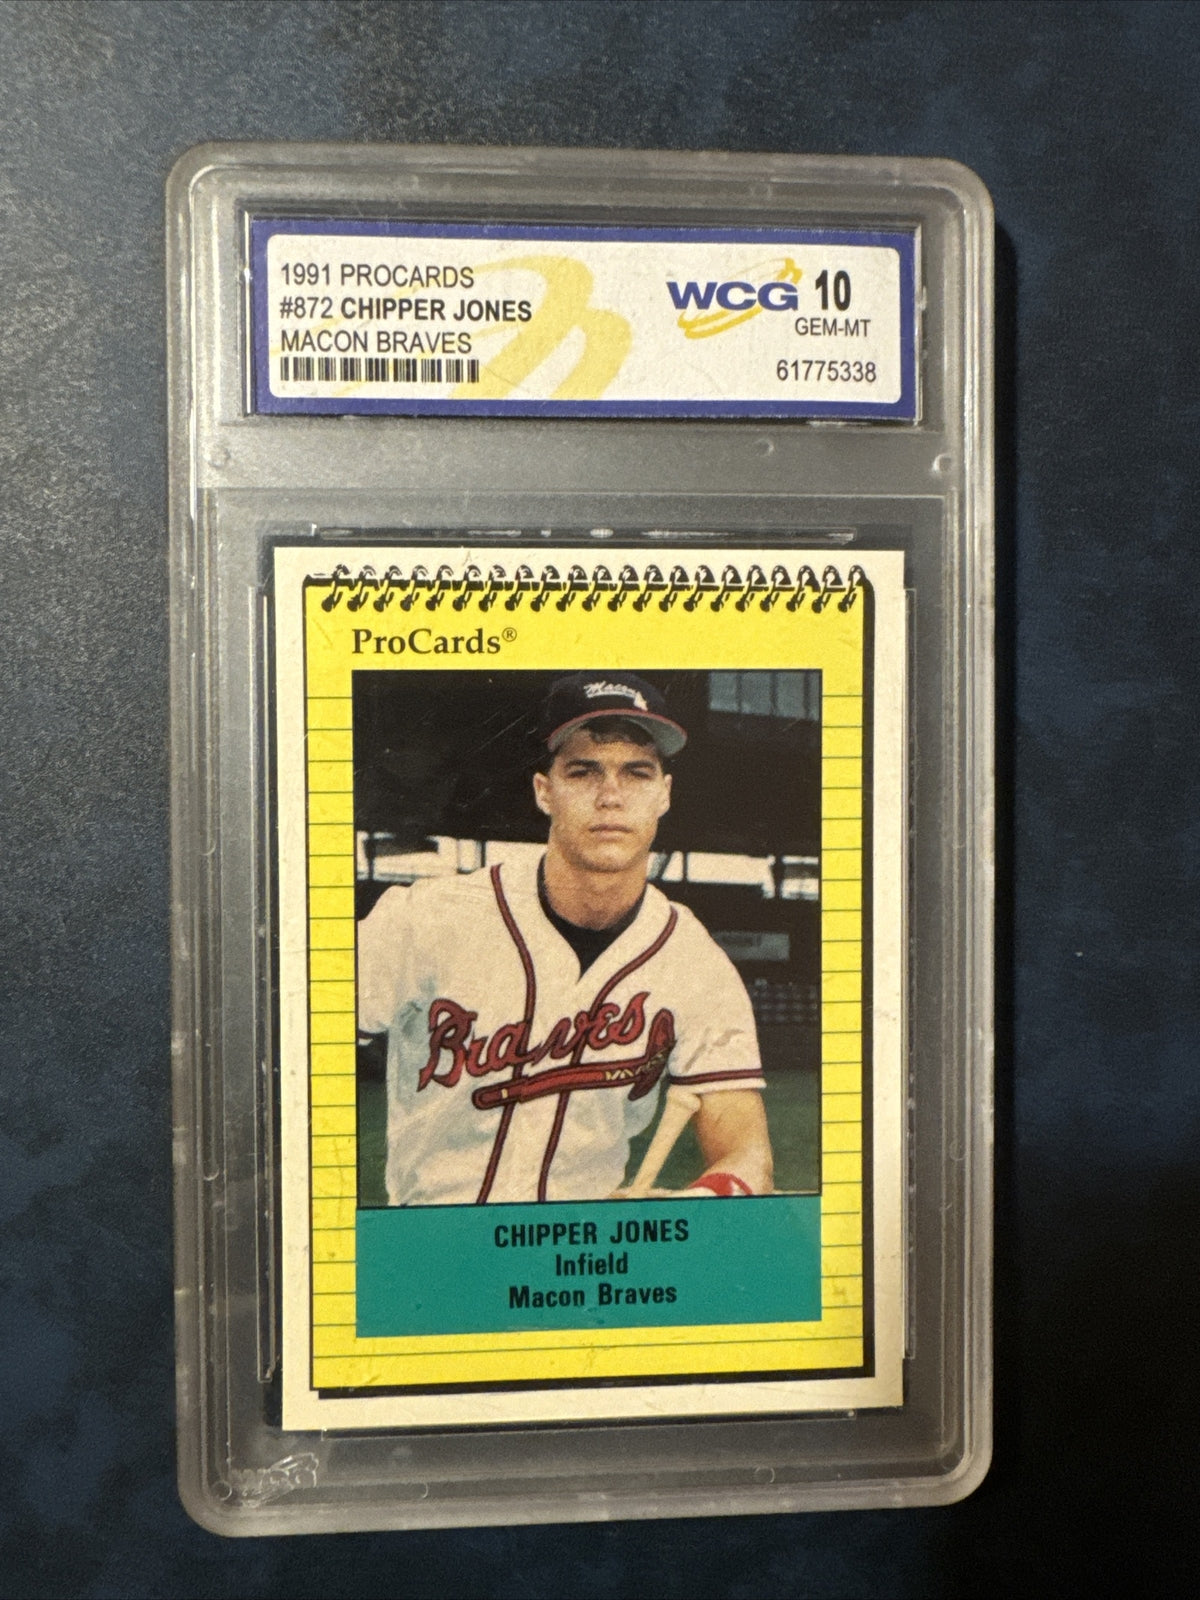 1991 PROCARDS
#872 CHIPPER JONES
MACON BRAVES
WCG 10
GEM-MT
61775338
ProCards®
Macon
Braves
CHIPPER JONES
Infield
Macon Braves